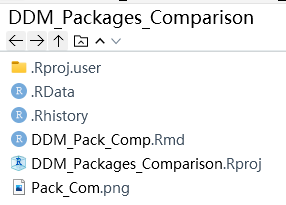 DDM_Packages_Comparison
.Rproj.user
.RData
.Rhistory
DDM_Pack_Comp.Rmd
DDM_Packages_Comparison.Rproj
Pack_Com.png